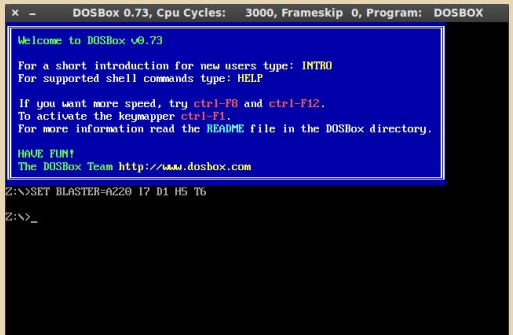 DOSBox 0.73, Cpu Cycles: 3000, Frameskip 0, Program: DOSBOX
Welcome to DOSBox v0.73
For a short introduction for new users type: INTRO
For supported shell commands type: HELP
If you want more speed, try ctrl-F8 and ctrl-F12.
To activate the keymapper ctrl-F1.
For more information read the README file in the DOSBox directory.
HAVE FUN!
The DOSBox Team http://www.dosbox.com
Z:\>SET BLASTER=A220 I7 D1 H5 T6
Z:\>_